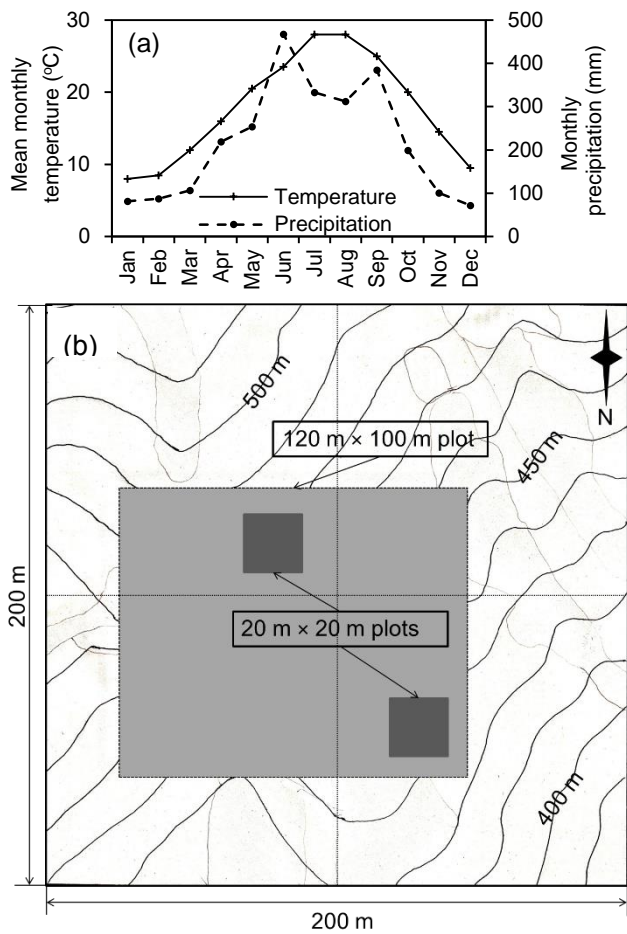 (a)
Mean monthly
temperature (°C)
30
20
10
0
Temperature
Precipitation
500
400
300
200
100
0
Monthly
precipitation (mm)
Jan
Feb
Mar
Apr
May
Jun
Jul
Aug
Sep
Oct
Nov
Dec
(b)
500 m
N
120 m × 100 m plot
450 m
200 m
20 m × 20 m plots
400 m
200 m